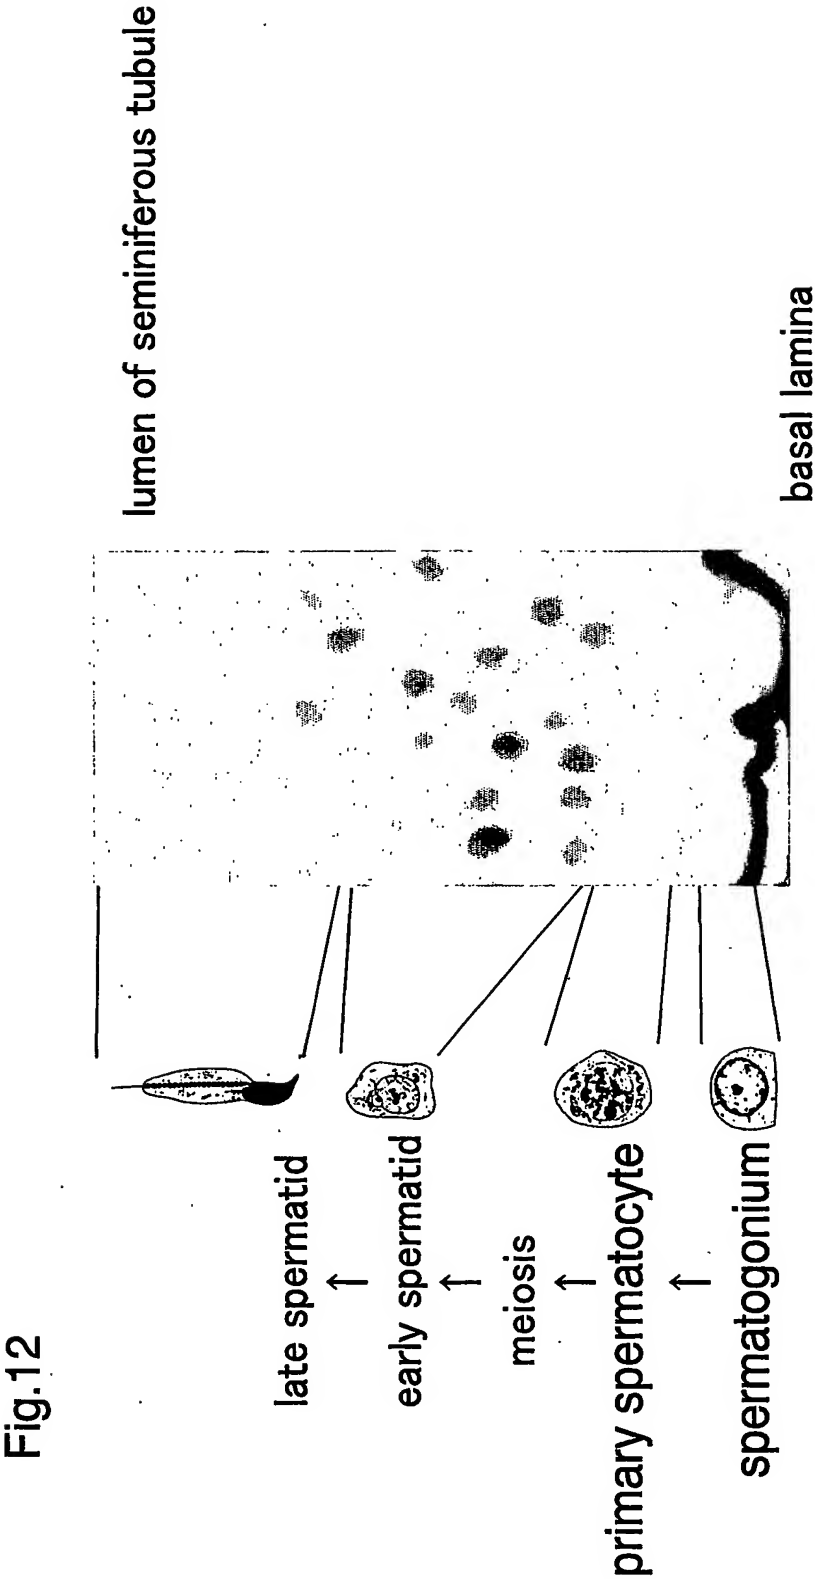 Fig.12
late spermatid
↑
early spermatid
↑
meiosis
↑
primary spermatocyte
↑
spermatogonium
lumen of seminiferous tubule
basal lamina